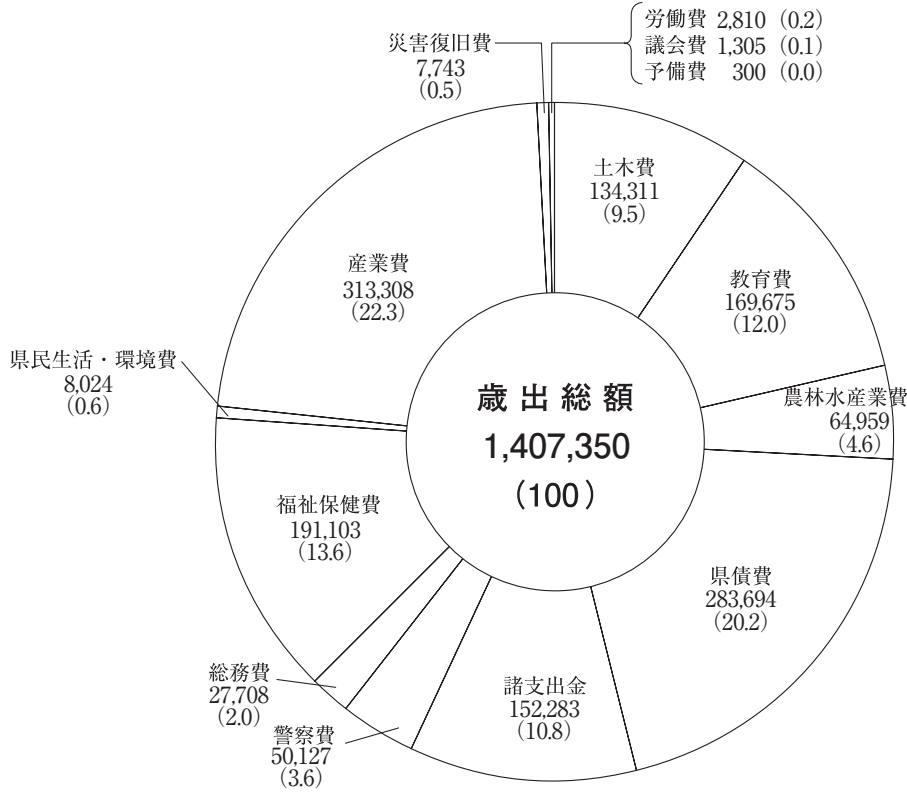 労働費 2,810 (0.2)
議会費 1,305 (0.1)
予備費 300 (0.0)
災害復旧費
7,743
(0.5)
土木費
134,311
(9.5)
教育費
169,675
(12.0)
農林水産業費
64,959
(4.6)
県債費
283,694
(20.2)
諸支出金
152,283
(10.8)
警察費
50,127
(3.6)
総務費
27,708
(2.0)
福祉保健費
191,103
(13.6)
県民生活・環境費
8,024
(0.6)
産業費
313,308
(22.3)
歳出総額
1,407,350
(100)